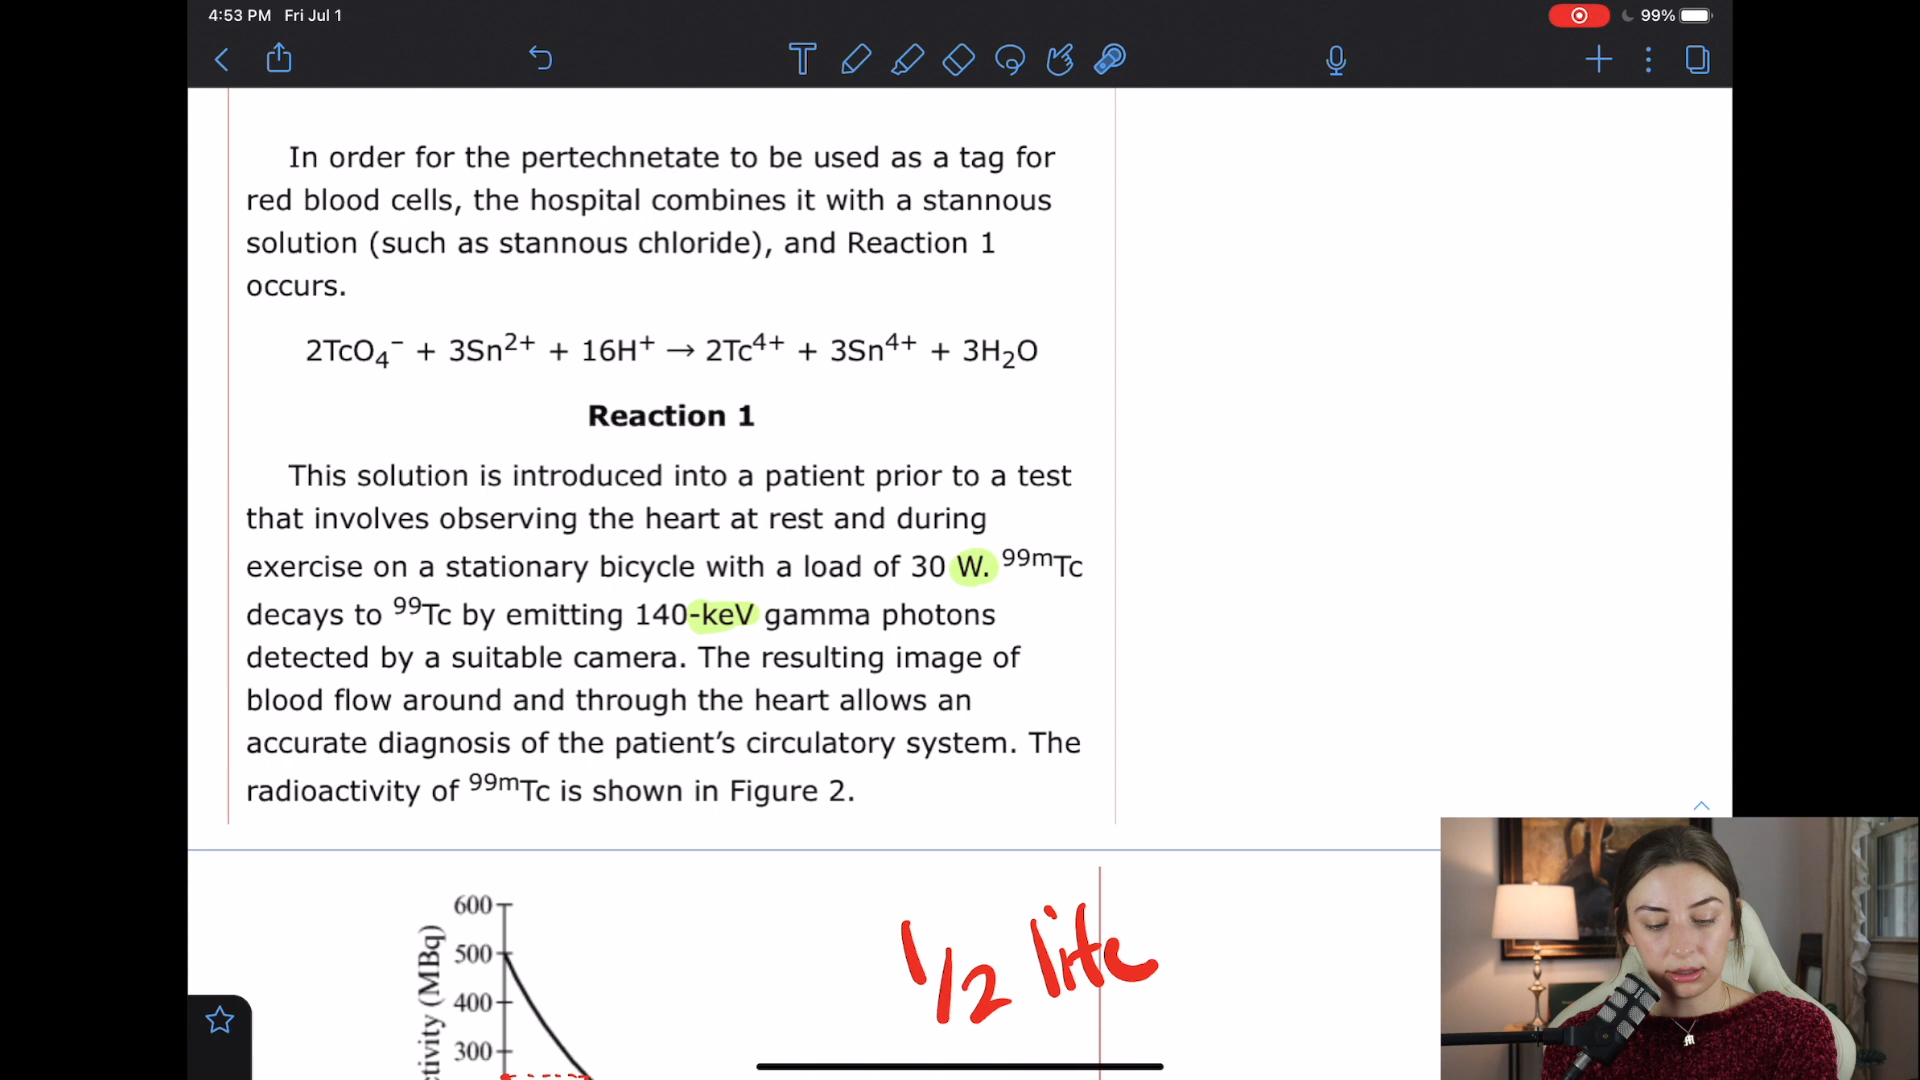 4:53 PM Fri Jul 1
99%
In order for the pertechnetate to be used as a tag for
red blood cells, the hospital combines it with a stannous
solution (such as stannous chloride), and Reaction 1
occurs.
2TcO₄⁻ + 3Sn²⁺ + 16H⁺ → 2Tc⁴⁺ + 3Sn⁴⁺ + 3H₂O
Reaction 1
This solution is introduced into a patient prior to a test
that involves observing the heart at rest and during
exercise on a stationary bicycle with a load of 30 W. ⁹⁹ᵐTc
decays to ⁹⁹Tc by emitting 140-keV gamma photons
detected by a suitable camera. The resulting image of
blood flow around and through the heart allows an
accurate diagnosis of the patient’s circulatory system. The
radioactivity of ⁹⁹ᵐTc is shown in Figure 2.
600
500
400
300
ctivity (MBq)
1/2 life